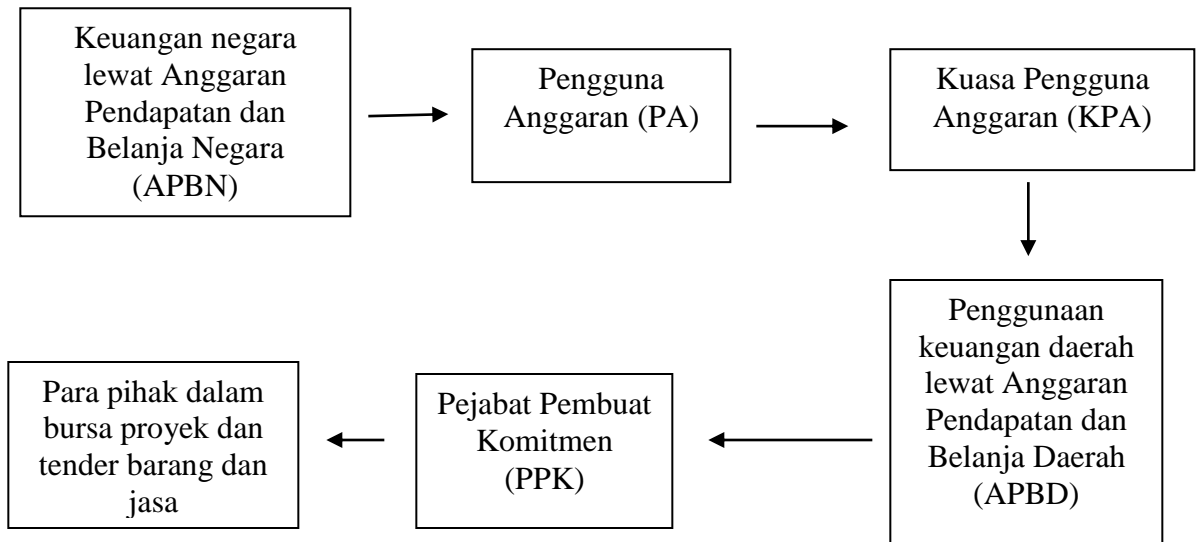 Keuangan negara
lewat Anggaran
Pendapatan dan
Belanja Negara
(APBN)
Pengguna
Anggaran (PA)
Kuasa Pengguna
Anggaran (KPA)
Penggunaan
keuangan daerah
lewat Anggaran
Pendapatan dan
Belanja Daerah
(APBD)
Pejabat Pembuat
Komitmen
(PPK)
Para pihak dalam
bursa proyek dan
tender barang dan
jasa